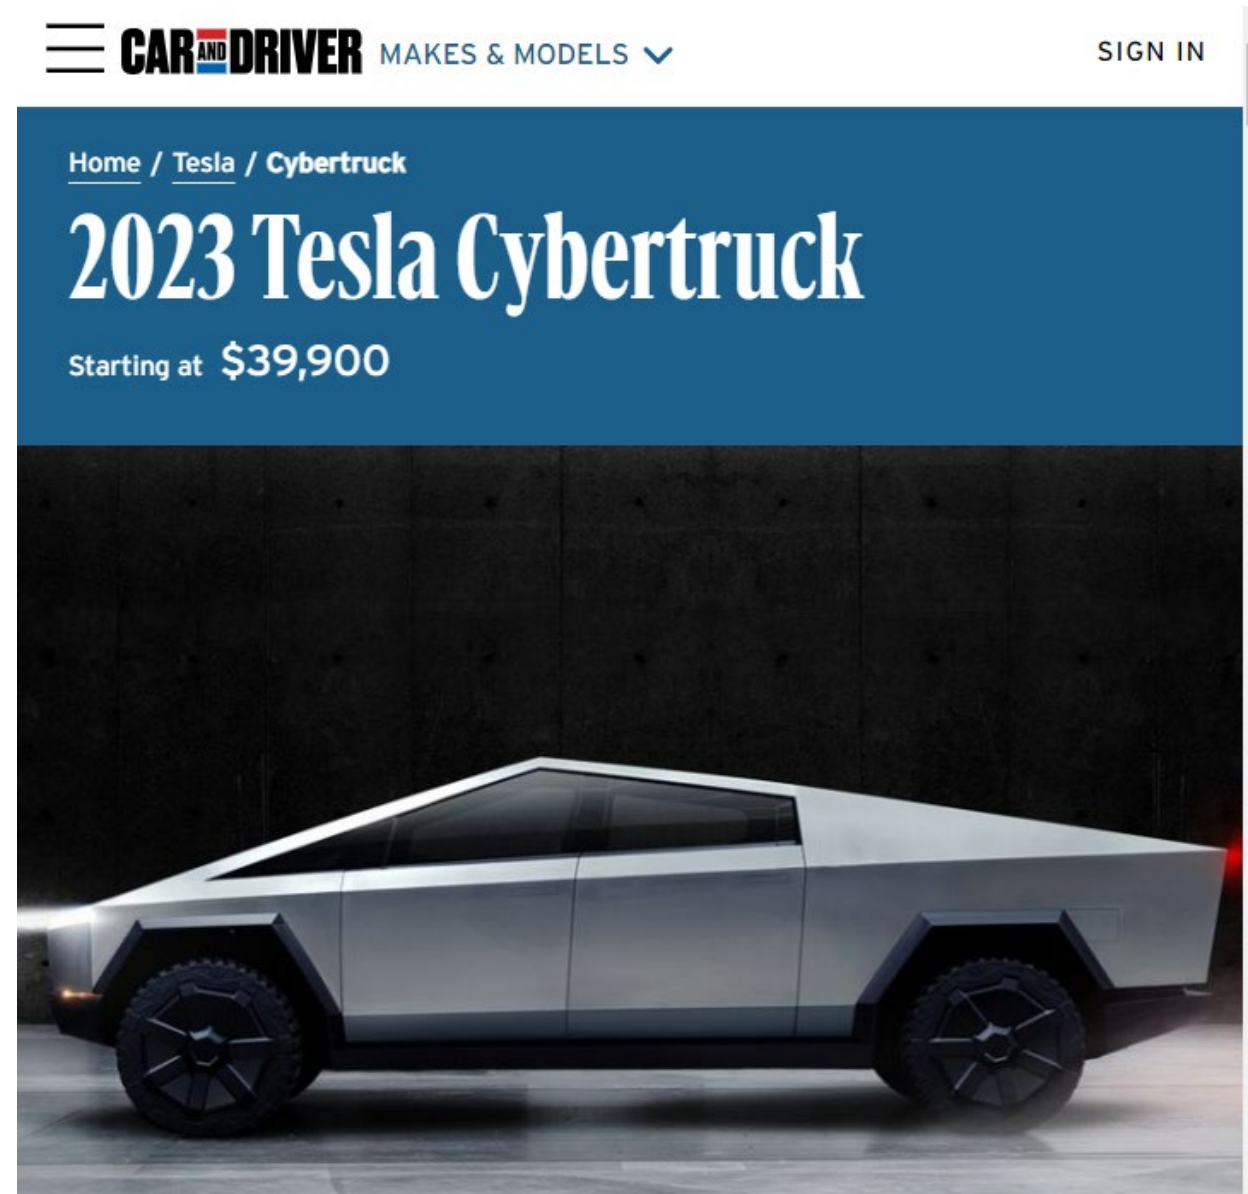 CAR AND DRIVER MAKES & MODELS SIGN IN
Home / Tesla / Cybertruck
2023 Tesla Cybertruck
Starting at $39,900